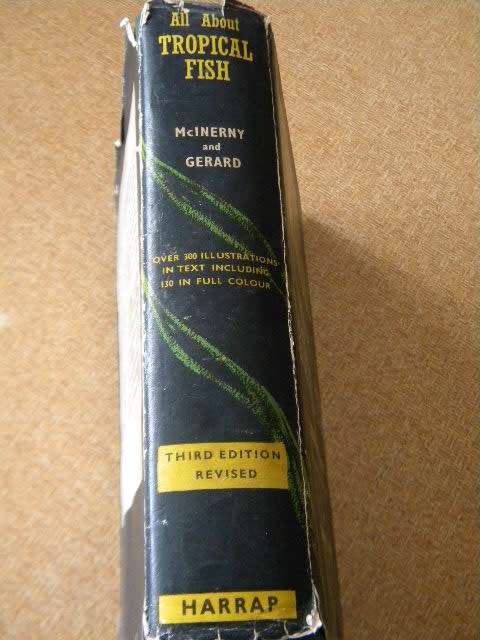 All About
TROPICAL
FISH
McINERNY
and
GERARD
OVER 300 ILLUSTRATIONS
IN TEXT INCLUDING
130 IN FULL COLOUR
THIRD EDITION
REVISED
HARRAP